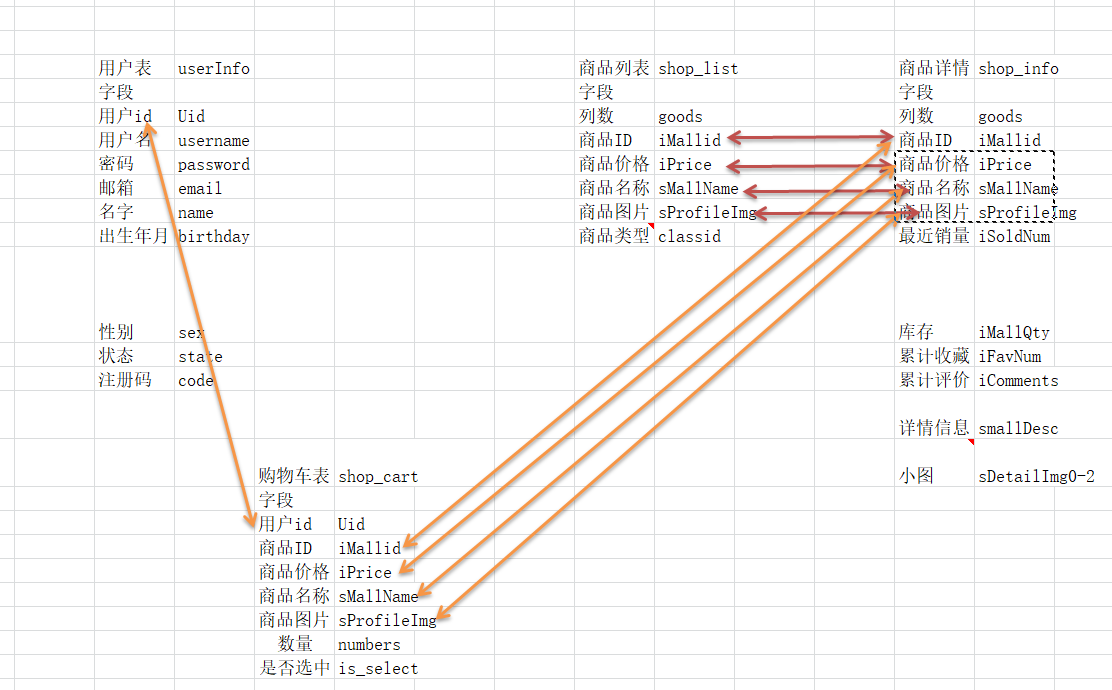 用户表 userInfo
字段
用户id Uid
用户名 username
密码 password
邮箱 email
名字 name
出生年月 birthday
性别 sex
状态 state
注册码 code
商品列表 shop_list
字段
列数 goods
商品ID iMallid
商品价格 iPrice
商品名称 sMallName
商品图片 sProfileImg
商品类型 classid
商品详情 shop_info
字段
列数 goods
商品ID iMallid
商品价格 iPrice
商品名称 sMallName
商品图片 sProfileImg
最近销量 iSoldNum
库存 iMallQty
累计收藏 iFavNum
累计评价 iComments
详情信息 smallDesc
小图 sDetailImg0-2
购物车表 shop_cart
字段
用户id Uid
商品ID iMallid
商品价格 iPrice
商品名称 sMallName
商品图片 sProfileImg
数量 numbers
是否选中 is_select